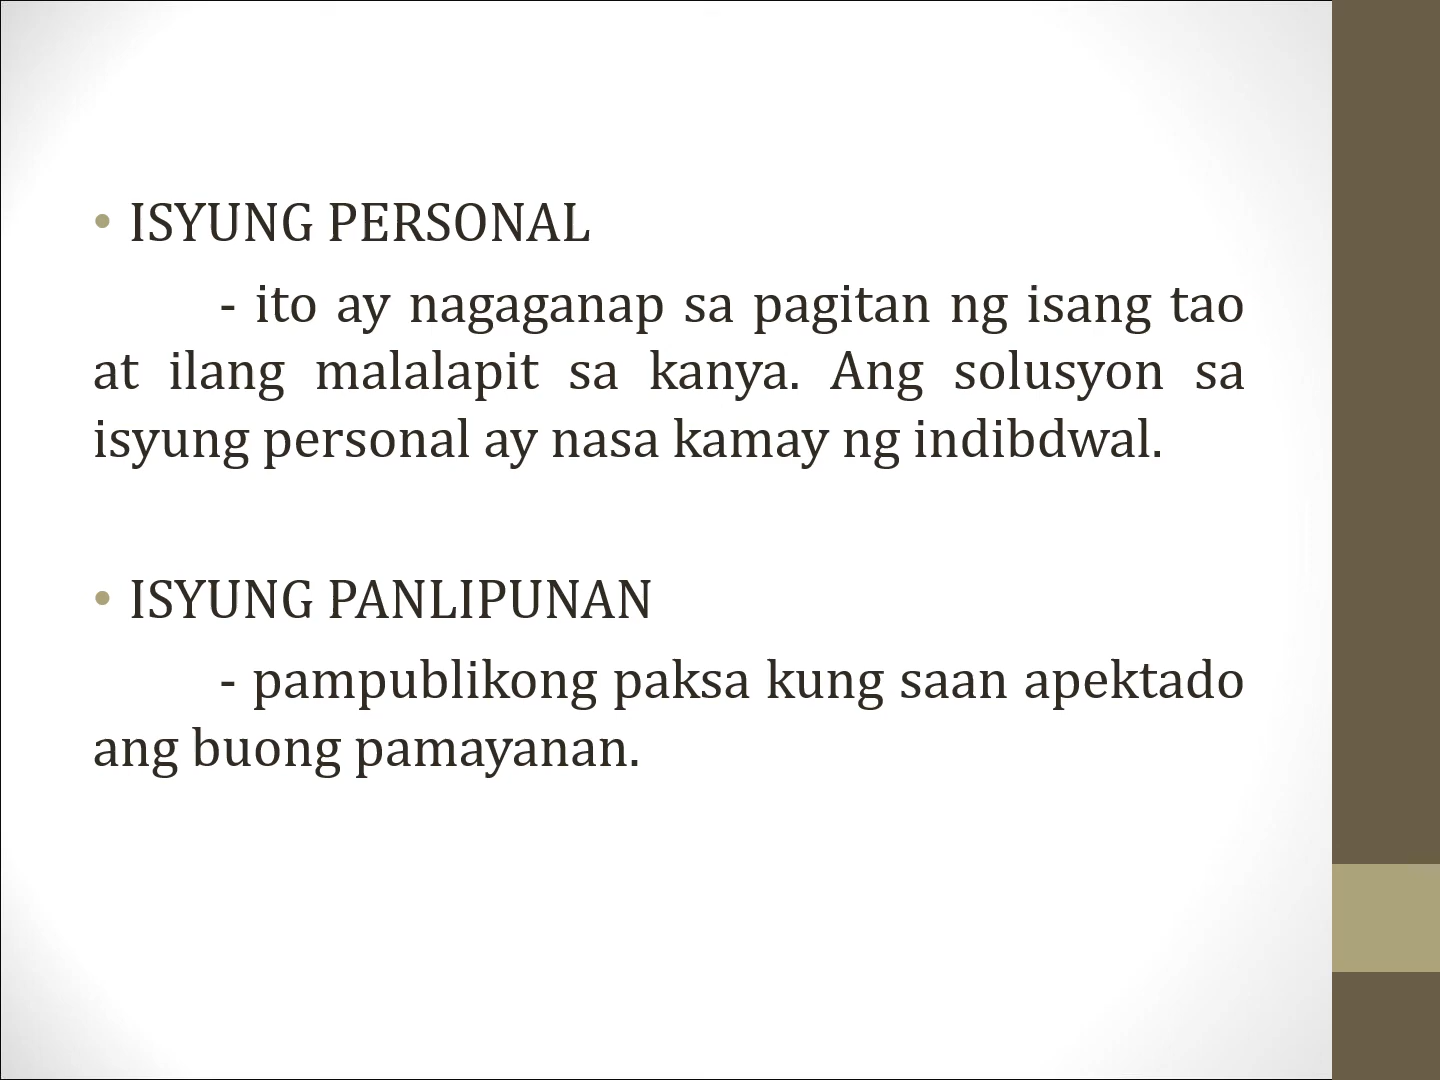 • ISYUNG PERSONAL
- ito ay nagaganap sa pagitan ng isang tao
at ilang malalapit sa kanya. Ang solusyon sa
isyung personal ay nasa kamay ng indibdwal.
• ISYUNG PANLIPUNAN
- pampublikong paksa kung saan apektado
ang buong pamayanan.